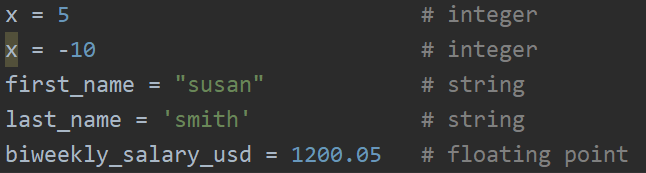 x = 5 # integer
x = -10 # integer
first_name = "susan" # string
last_name = 'smith' # string
biweekly_salary_usd = 1200.05 # floating point